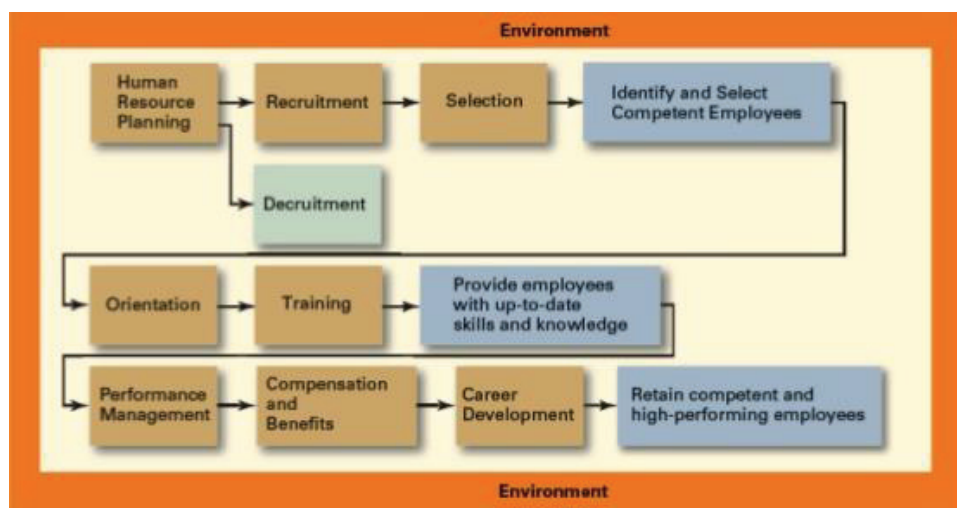 Environment
Human
Resource
Planning
Recruitment
Selection
Identify and Select
Competent Employees
Decruitment
Orientation
Training
Provide employees
with up-to-date
skills and knowledge
Performance
Management
Compensation
and
Benefits
Career
Development
Retain competent and
high-performing employees
Environment